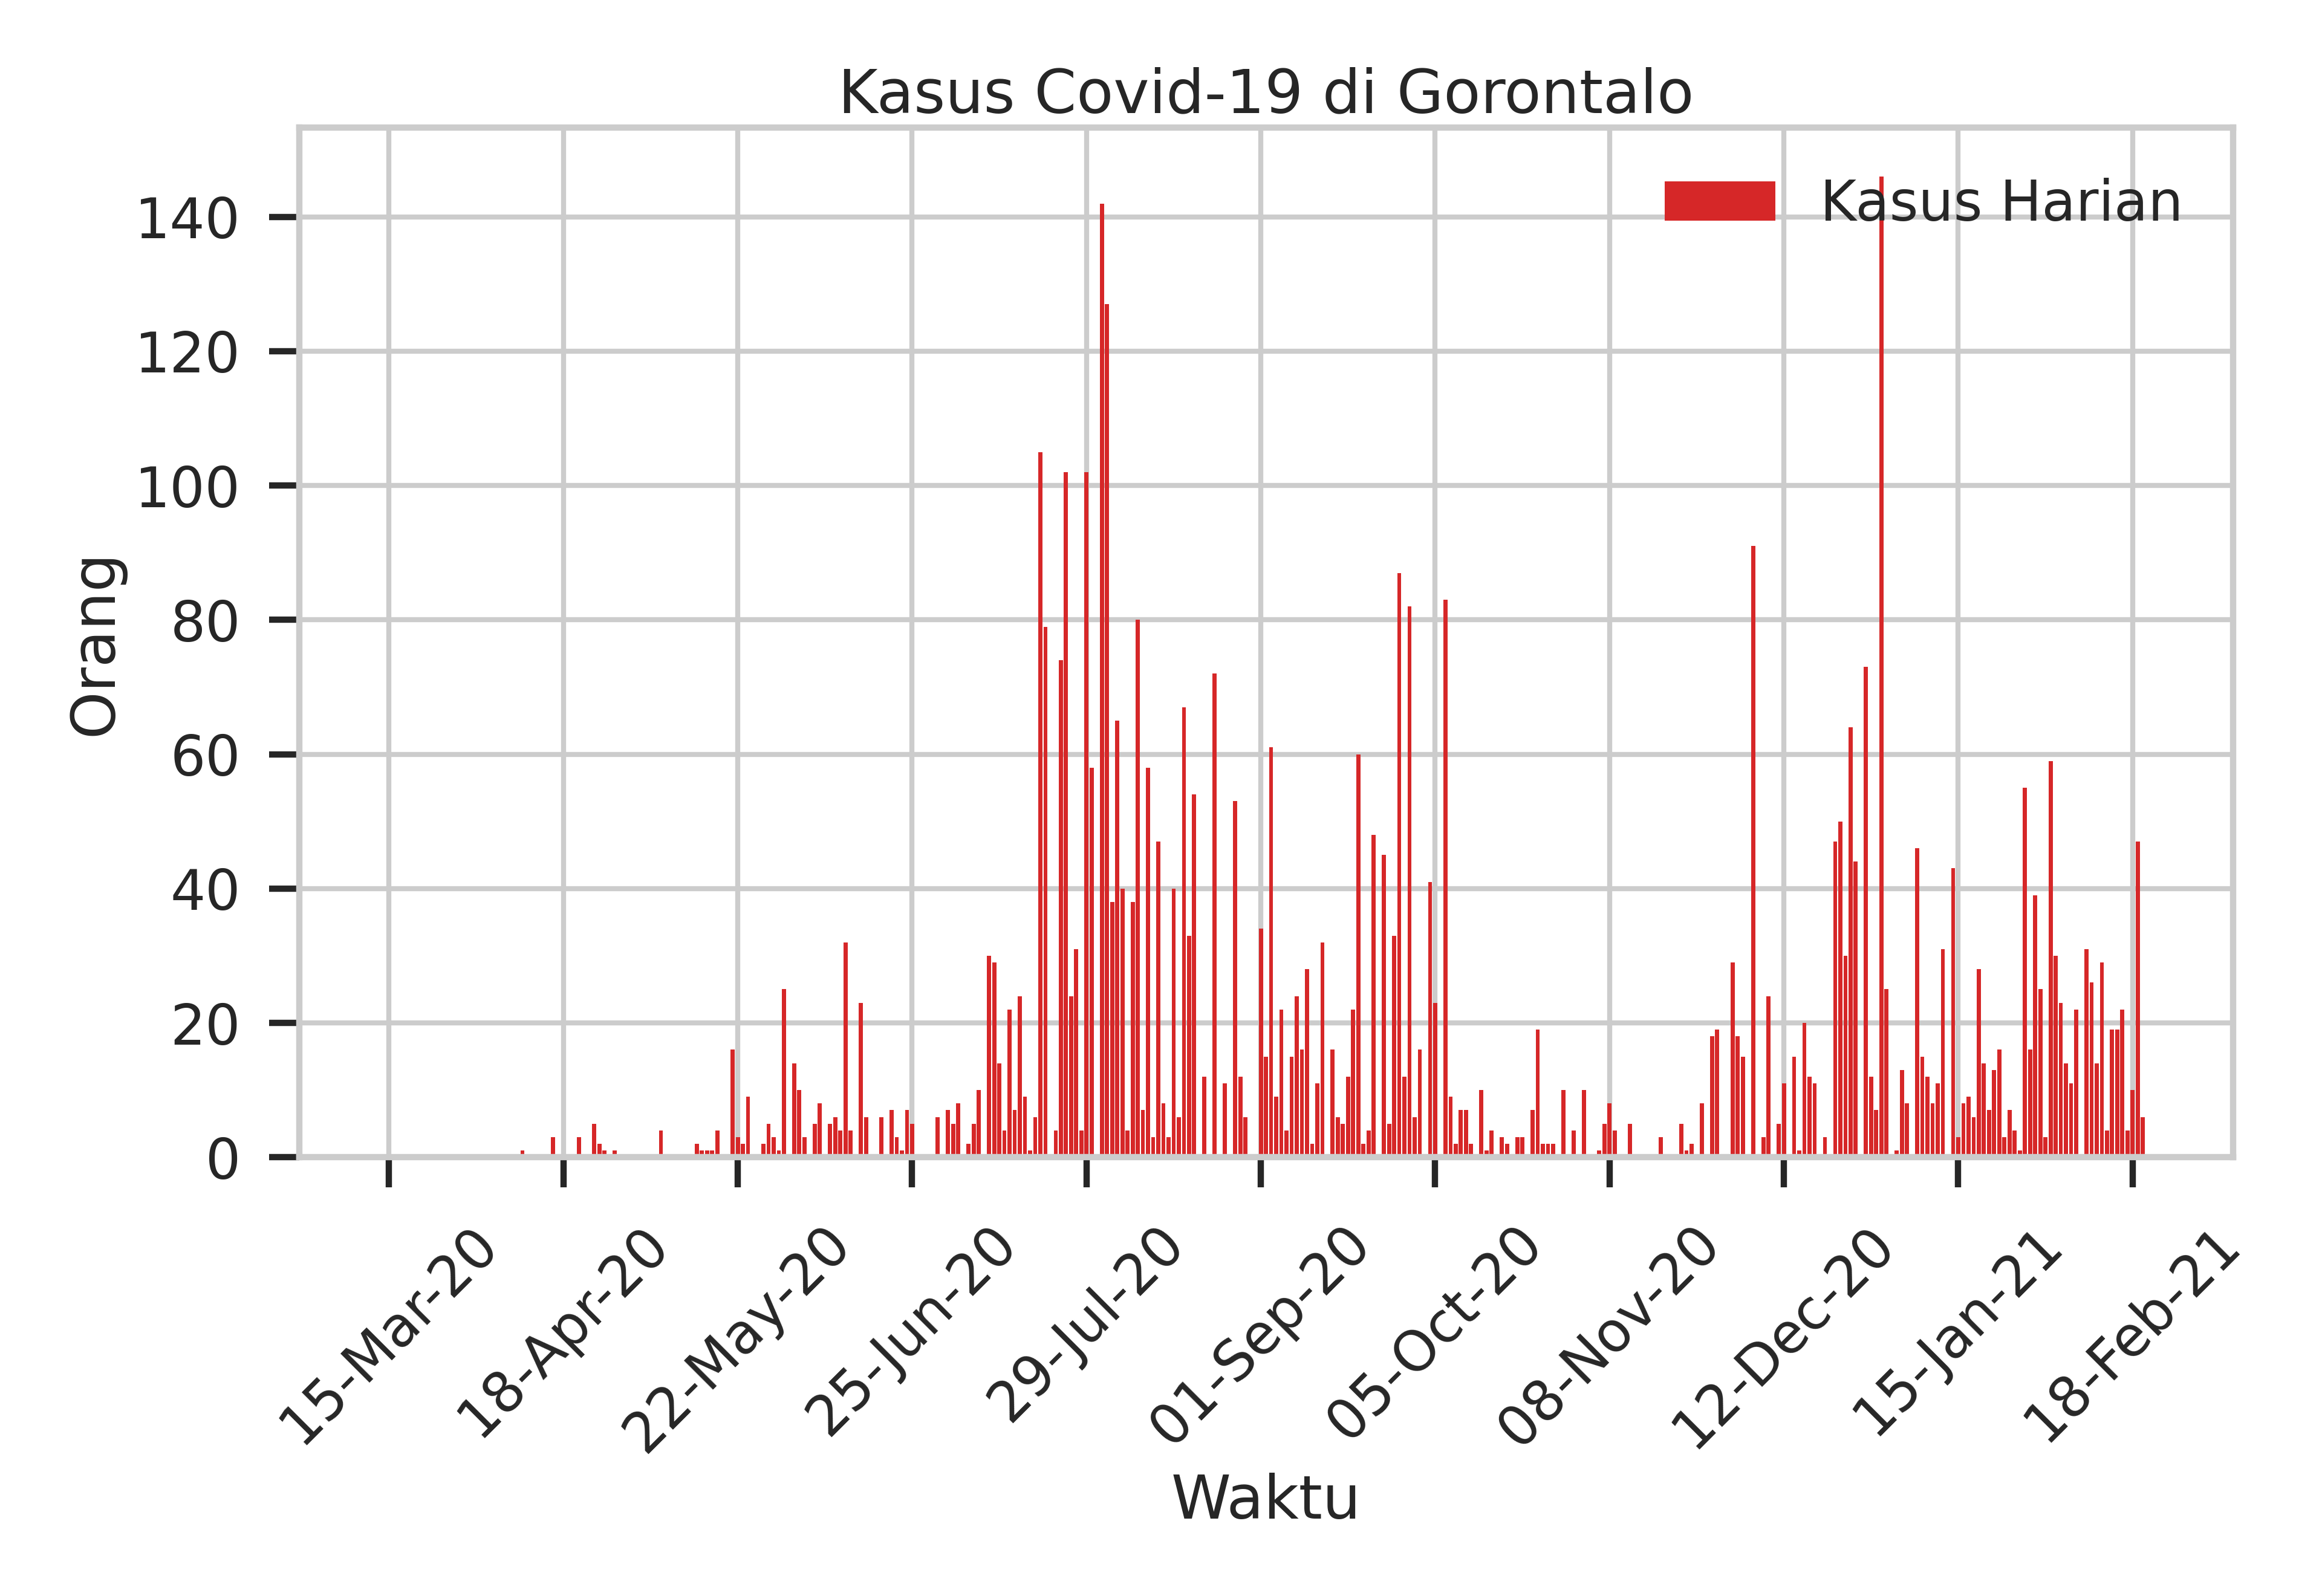 Kasus Covid-19 di Gorontalo
Kasus Harian
140
120
100
80
60
40
20
0
Orang
15-Mar-20
18-Apr-20
22-May-20
25-Jun-20
29-Jul-20
01-Sep-20
05-Oct-20
08-Nov-20
12-Dec-20
15-Jan-21
18-Feb-21
Waktu